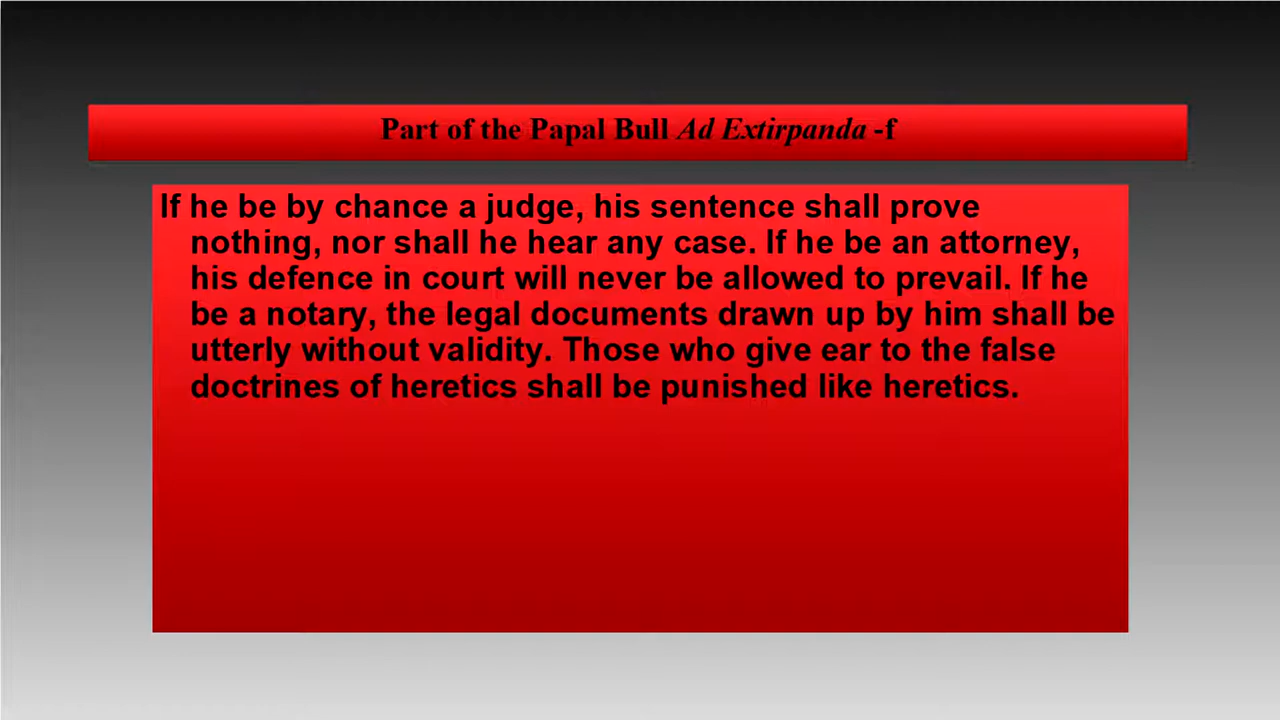 Part of the Papal Bull Ad Extirpanda -f
If he be by chance a judge, his sentence shall prove
nothing, nor shall he hear any case. If he be an attorney,
his defence in court will never be allowed to prevail. If he
be a notary, the legal documents drawn up by him shall be
utterly without validity. Those who give ear to the false
doctrines of heretics shall be punished like heretics.